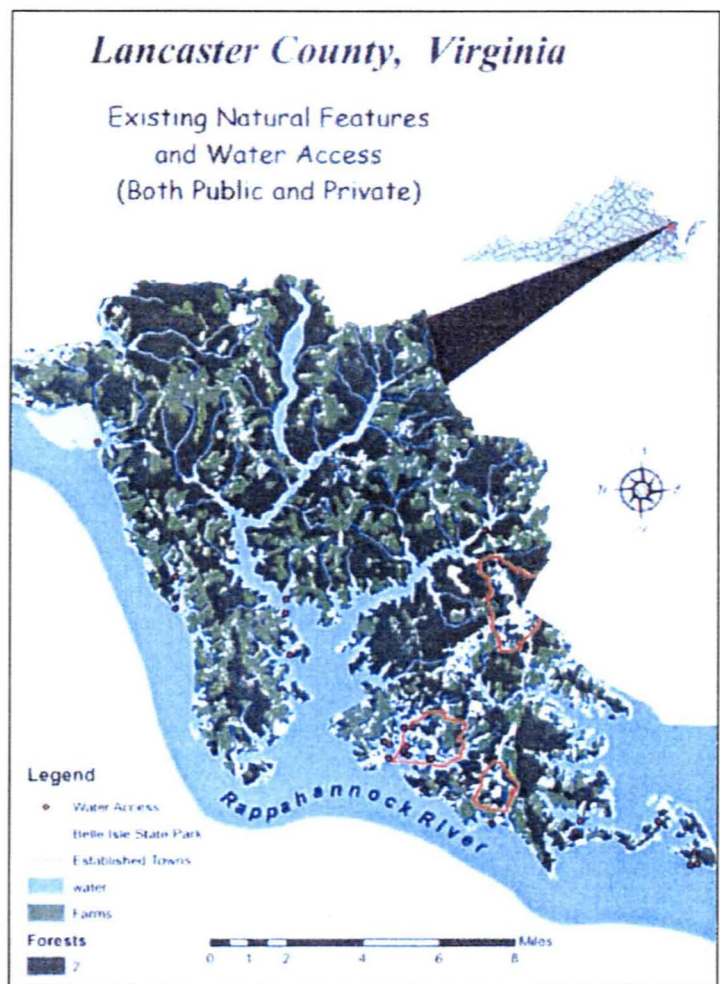 Lancaster County, Virginia
Existing Natural Features
and Water Access
(Both Public and Private)
Rappahannock River
Legend
Water Access
Belle Isle State Park
Established Towns
water
Farms
Forests
2
Miles
0 1 2 4 6 8